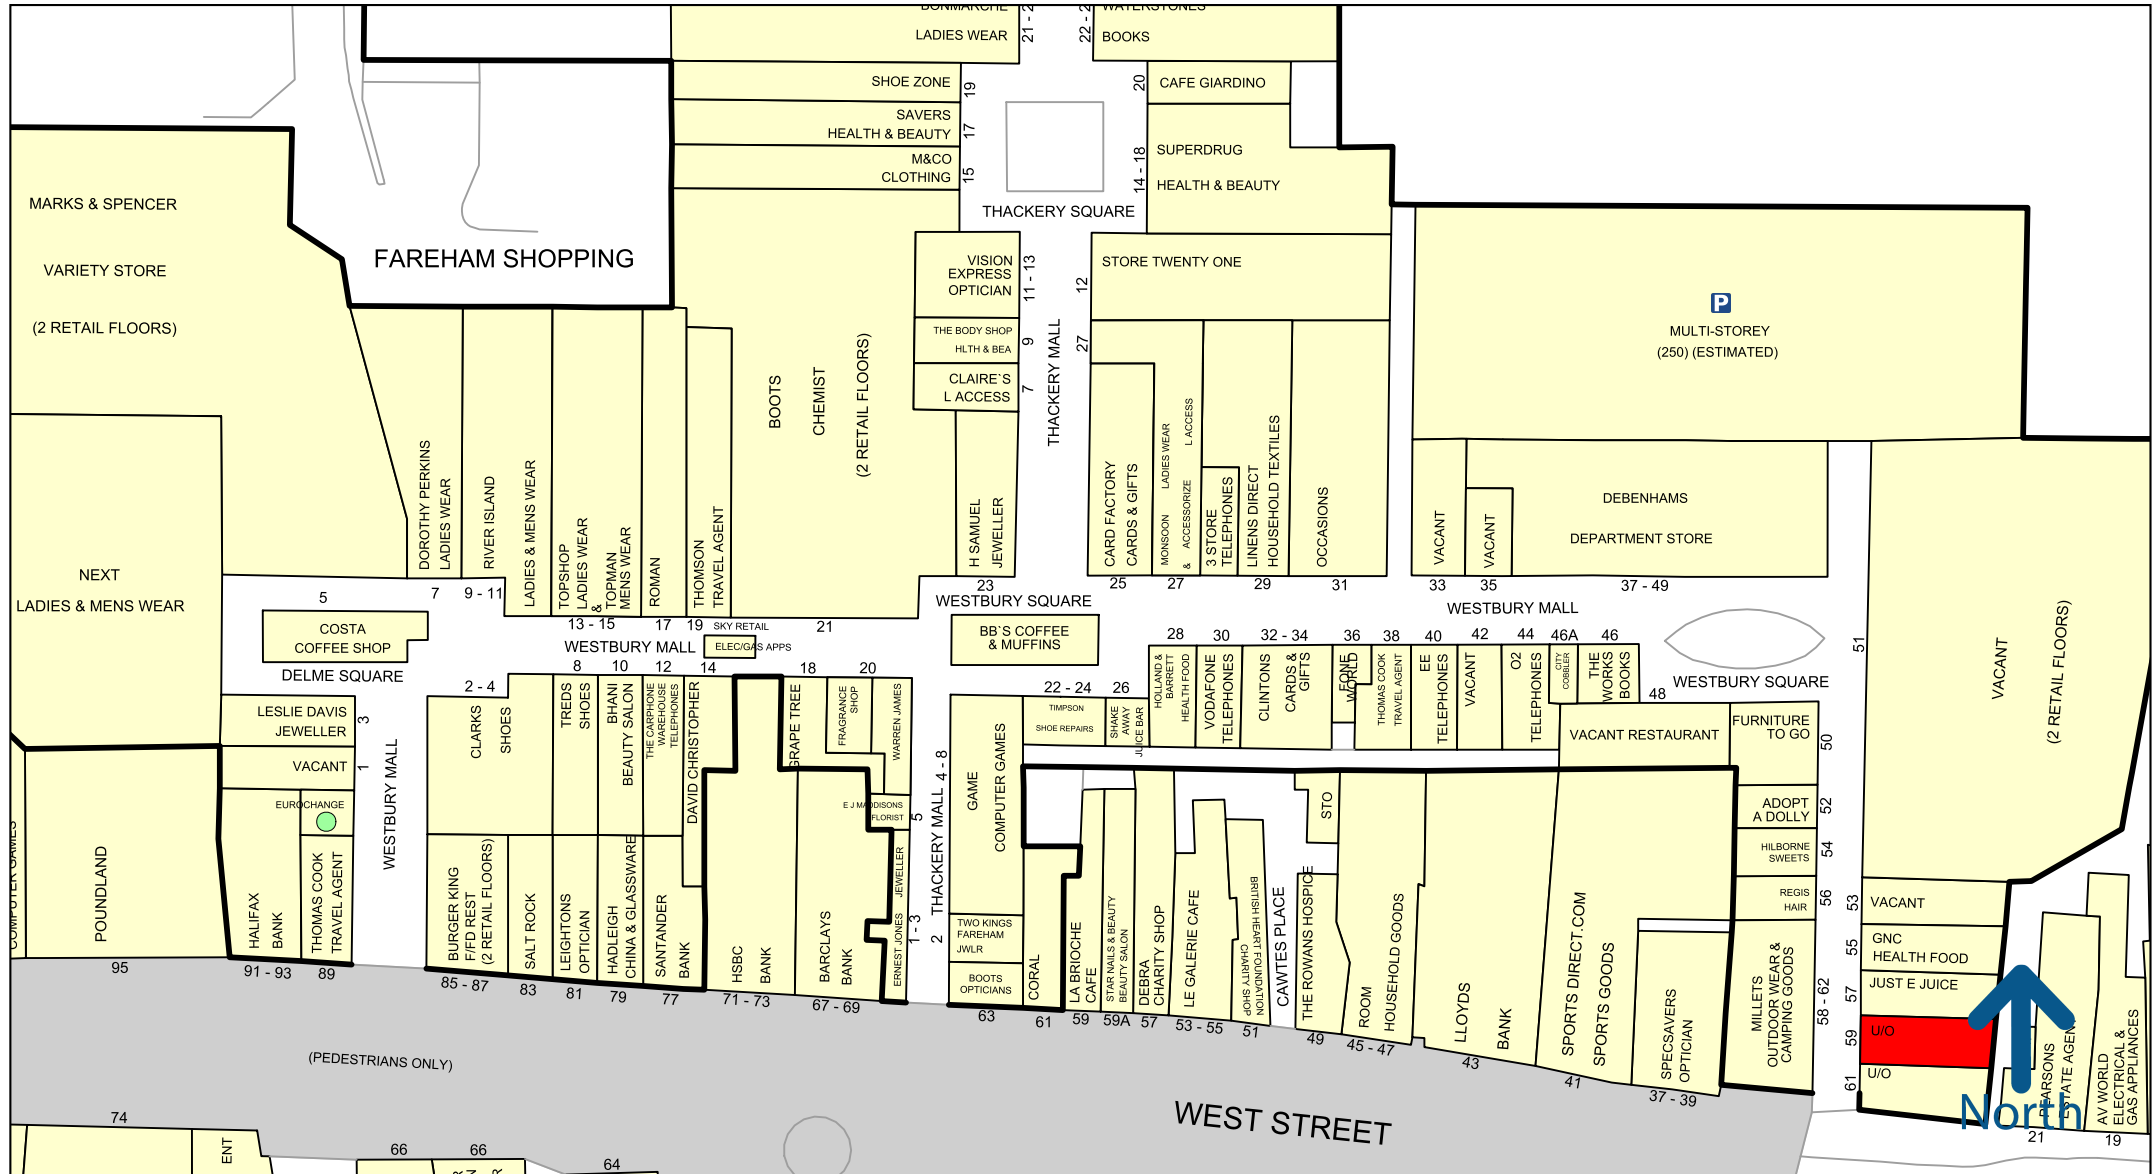 BONMARCHE
LADIES WEAR
21 - 2
22 - 2
WATERSTONES
BOOKS
SHOE ZONE
19
SAVERS
HEALTH & BEAUTY
17
M&CO
CLOTHING
15
20
CAFE GIARDINO
14 - 18
SUPERDRUG
HEALTH & BEAUTY
THACKERY SQUARE
MARKS & SPENCER
VARIETY STORE
(2 RETAIL FLOORS)
FAREHAM SHOPPING
VISION
EXPRESS
OPTICIAN
11 - 13
12
STORE TWENTY ONE
P
MULTI-STOREY
(250) (ESTIMATED)
THE BODY SHOP
HLTH & BEA
9
CLAIRE`S
L ACCESS
7
THACKERY MALL
27
BOOTS
CHEMIST
(2 RETAIL FLOORS)
DOROTHY PERKINS
LADIES WEAR
RIVER ISLAND
LADIES & MENS WEAR
TOPSHOP
LADIES WEAR
&
TOPMAN
MENS WEAR
ROMAN
THOMSON
TRAVEL AGENT
H SAMUEL
JEWELLER
CARD FACTORY
CARDS & GIFTS
MONSOON LADIES WEAR
& ACCESSORIZE L ACCESS
3 STORE
TELEPHONES
LINENS DIRECT
HOUSEHOLD TEXTILES
OCCASIONS
VACANT
VACANT
DEBENHAMS
DEPARTMENT STORE
NEXT
LADIES & MENS WEAR
5
7
9 - 11
13 - 15
17
19
SKY RETAIL
21
23
25
27
29
31
33
35
37 - 49
WESTBURY SQUARE
WESTBURY MALL
COSTA
COFFEE SHOP
DELME SQUARE
WESTBURY MALL
ELEC/GAS APPS
BB`S COFFEE
& MUFFINS
28
30
32 - 34
36
38
40
42
44
46A
46
51
VACANT
(2 RETAIL FLOORS)
2 - 4
8
10
12
14
18
20
22 - 24
26
48
WESTBURY SQUARE
LESLIE DAVIS
JEWELLER
3
VACANT
1
WESTBURY MALL
CLARKS
SHOES
TREDS
SHOES
BHANI
BEAUTY SALON
THE CARPHONE
WAREHOUSE
TELEPHONES
DAVID CHRISTOPHER
GRAPE TREE
FRAGRANCE
SHOP
WARREN JAMES
TIMPSON
SHOE REPAIRS
SHAKE
AWAY
JUICE BAR
HOLLAND &
BARRETT
HEALTH FOOD
VODAFONE
TELEPHONES
CLINTONS
CARDS &
GIFTS
FONE
WORLD
THOMAS COOK
TRAVEL AGENT
EE
TELEPHONES
VACANT
O2
TELEPHONES
CITY
COBBLER
THE
WORKS
BOOKS
VACANT RESTAURANT
FURNITURE
TO GO
50
EUROCHANGE
E J MADDISONS
FLORIST
5
THACKERY MALL 4 - 8
GAME
COMPUTER GAMES
STO
ADOPT
A DOLLY
52
HILBORNE
SWEETS
54
REGIS
HAIR
56
COMPUTER GAMES
POUNDLAND
HALIFAX
BANK
THOMAS COOK
TRAVEL AGENT
BURGER KING
F/FD REST
(2 RETAIL FLOORS)
SALT ROCK
LEIGHTONS
OPTICIAN
HADLEIGH
CHINA & GLASSWARE
SANTANDER
BANK
HSBC
BANK
BARCLAYS
BANK
ERNEST JONES JEWELLER
1 - 3
2
TWO KINGS
FAREHAM
JWLR
BOOTS
OPTICIANS
CORAL
LA BRIOCHE
CAFE
STAR NAILS & BEAUTY
BEAUTY SALON
DEBRA
CHARITY SHOP
LE GALERIE CAFE
BRITISH HEART FOUNDATION
CHARITY SHOP
CAWTES PLACE
THE ROWANS HOSPICE
ROOM
HOUSEHOLD GOODS
LLOYDS
BANK
SPORTS DIRECT.COM
SPORTS GOODS
SPECSAVERS
OPTICIAN
MILLETS
OUTDOOR WEAR &
CAMPING GOODS
58 - 62
53
VACANT
55
GNC
HEALTH FOOD
57
JUST E JUICE
59
U/O
61
U/O
PEARSONS
ESTATE AGENT
AV WORLD
ELECTRICAL &
GAS APPLIANCES
North
95
91 - 93
89
85 - 87
83
81
79
77
71 - 73
67 - 69
63
61
59
59A
57
53 - 55
51
49
45 - 47
43
41
37 - 39
21
19
(PEDESTRIANS ONLY)
WEST STREET
74
ENT
66
66
64